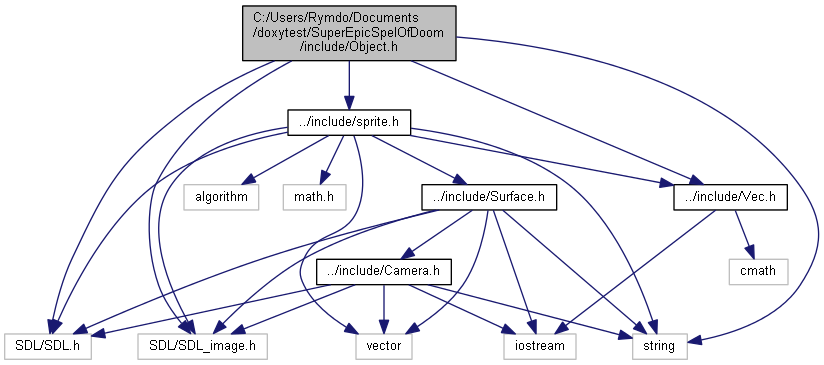 C:/Users/Rymdo/Documents
/doxytest/SuperEpicSpelOfDoom
/include/Object.h
../include/sprite.h
algorithm
math.h
../include/Surface.h
../include/Vec.h
../include/Camera.h
cmath
SDL/SDL.h
SDL/SDL_image.h
vector
iostream
string